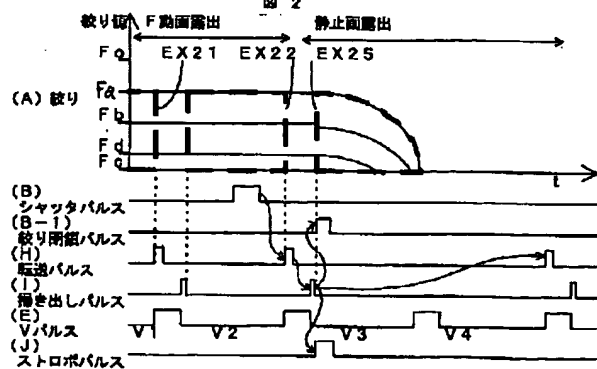 図 2
絞り値 F 動画露出 静止画露出
Fo EX21 EX22 EX2S
Fa
(A) 絞り
Fb
Fd
Fc
t
(B)
シャッタパルス
(B-1)
絞り閉鎖パルス
(H)
転送パルス
(I)
掃き出しパルス
(E)
Vパルス V V2 V3 V4
(J)
ストロボパルス